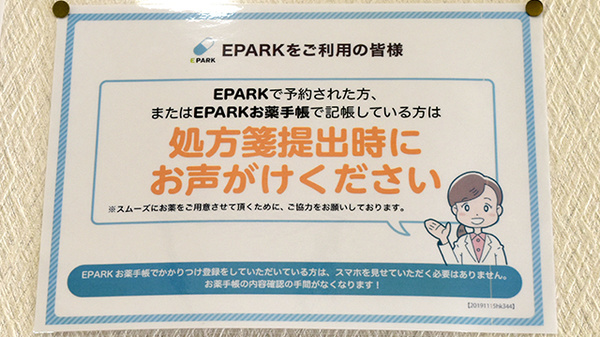 EPARK
EPARKをご利用の皆様
EPARKで予約された方、
またはEPARKお薬手帳で記帳している方は
処方箋提出時に
お声がけください
※スムーズにお薬をご用意させて頂くために、ご協力をお願いしております。
EPARKお薬手帳でかかりつけ登録をしていただいている方は、スマホを見せていただく必要はありません。
お薬手帳の内容確認の手間がなくなります！